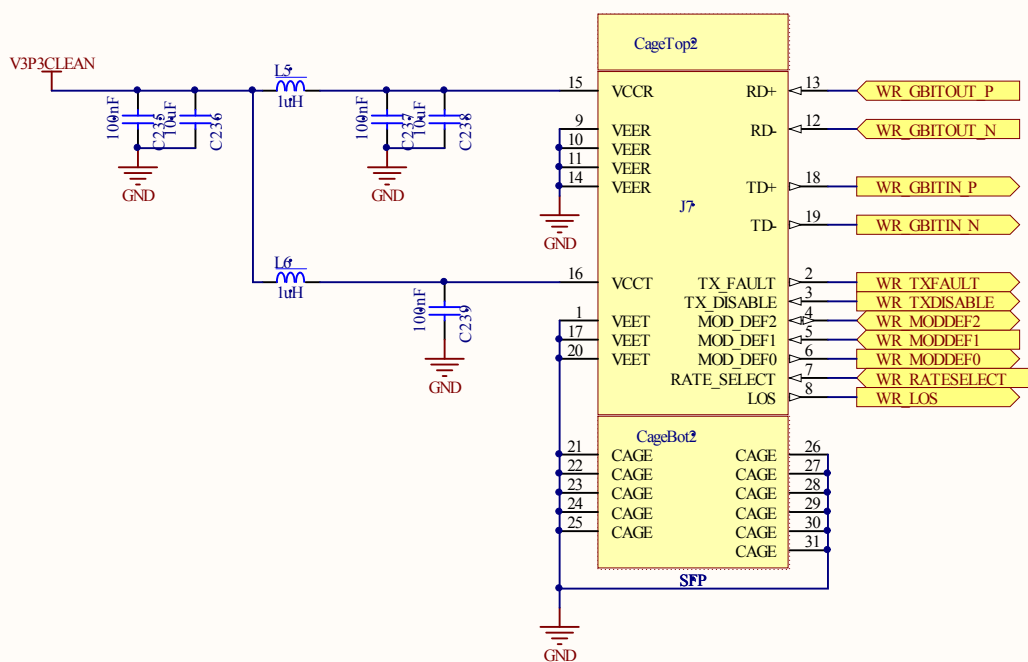 CageTop2
V3P3CLEAN
L5
1uH
100nF
C235
10uF
C236
100nF
C237
10uF
C238
GND
GND
15 VCCR RD+ 13 WR_GBITOUT_P
9 VEER RD- 12 WR_GBITOUT_N
10 VEER
11 VEER
14 VEER TD+ 18 WR_GBITIN_P
J7
GND
TD- 19 WR_GBITIN_N
L6
1uH
16 VCCT TX_FAULT 2 WR_TXFAULT
TX_DISABLE 3 WR_TXDISABLE
100nF
C239
GND
1 VEET MOD_DEF2 4 WR_MODDEF2
17 VEET MOD_DEF1 5 WR_MODDEF1
20 VEET MOD_DEF0 6 WR_MODDEF0
RATE_SELECT 7 WR_RATESELECT
LOS 8 WR_LOS
CageBot2
21 CAGE CAGE 26
22 CAGE CAGE 27
23 CAGE CAGE 28
24 CAGE CAGE 29
25 CAGE CAGE 30
CAGE 31
SFP
GND